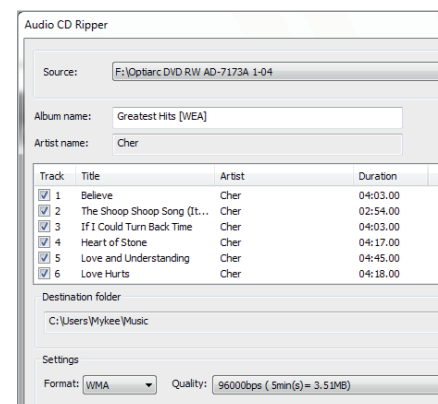 Audio CD Ripper
Source: F:\Optiarc DVD RW AD-7173A 1-04
Album name: Greatest Hits [WEA]
Artist name: Cher
Track Title Artist Duration
1 Believe Cher 04:03.00
2 The Shoop Shoop Song (It... Cher 02:54.00
3 If I Could Turn Back Time Cher 04:03.00
4 Heart of Stone Cher 04:17.00
5 Love and Understanding Cher 04:45.00
6 Love Hurts Cher 04:18.00
Destination folder
C:\Users\Mykee\Music
Settings
Format: WMA Quality: 96000bps ( 5min(s)= 3.51MB)